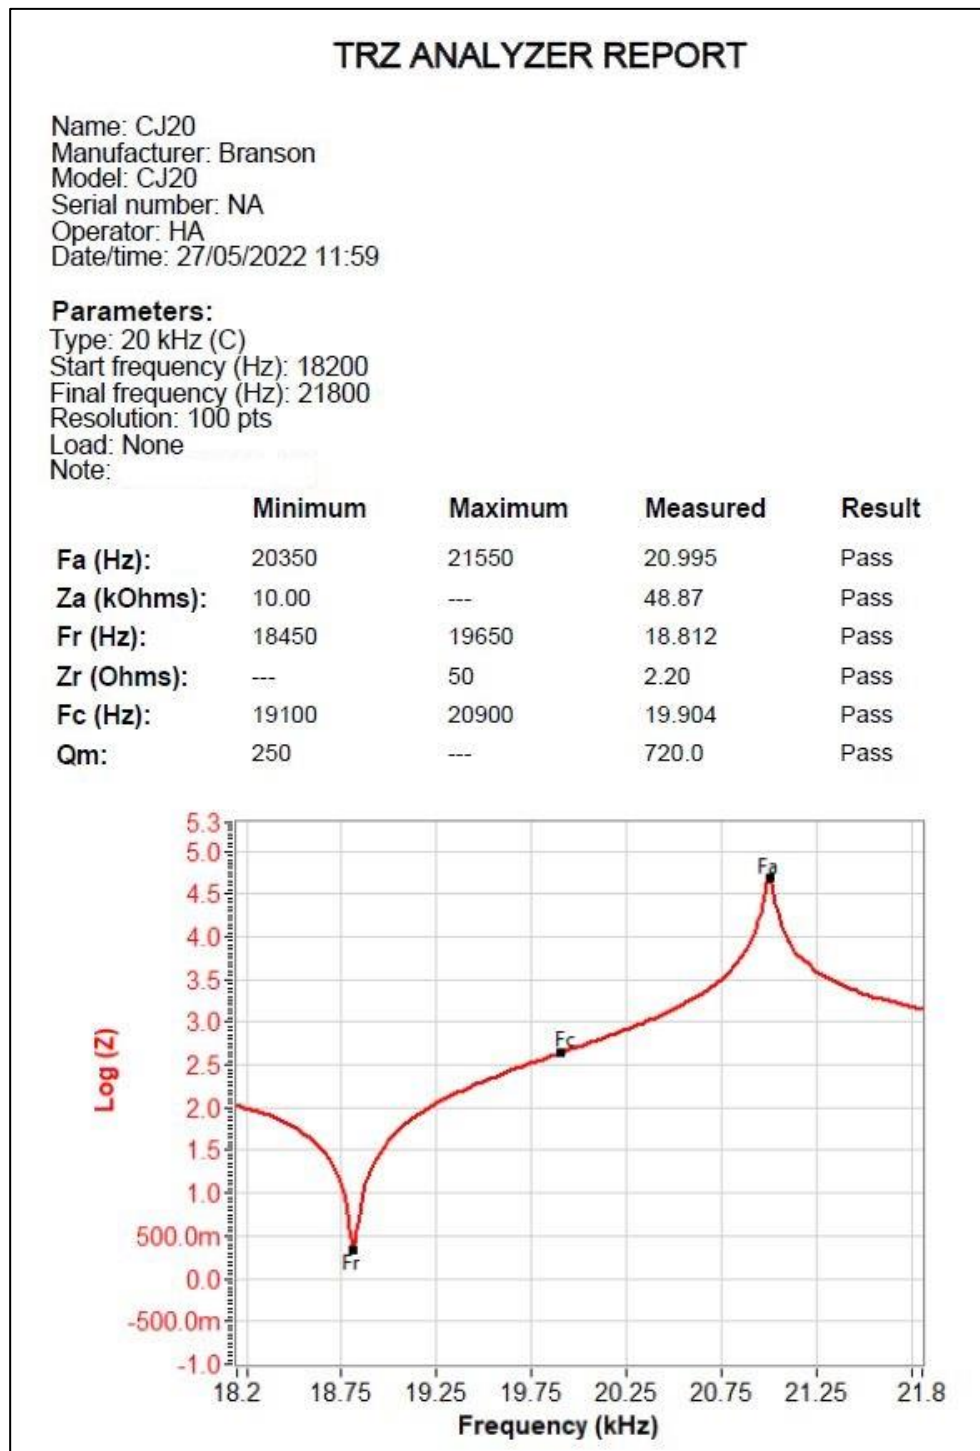 TRZ ANALYZER REPORT
Name: CJ20
Manufacturer: Branson
Model: CJ20
Serial number: NA
Operator: HA
Date/time: 27/05/2022 11:59
Parameters:
Type: 20 kHz (C)
Start frequency (Hz): 18200
Final frequency (Hz): 21800
Resolution: 100 pts
Load: None
Note:
Minimum Maximum Measured Result
Fa (Hz): 20350 21550 20.995 Pass
Za (kOhms): 10.00 --- 48.87 Pass
Fr (Hz): 18450 19650 18.812 Pass
Zr (Ohms): --- 50 2.20 Pass
Fc (Hz): 19100 20900 19.904 Pass
Qm: 250 --- 720.0 Pass
5.3
5.0
Fa
4.5
4.0
3.5
3.0
Log (Z)
Fc
2.5
2.0
1.5
1.0
500.0m
Fr
0.0
-500.0m
-1.0
18.2 18.75 19.25 19.75 20.25 20.75 21.25 21.8
Frequency (kHz)